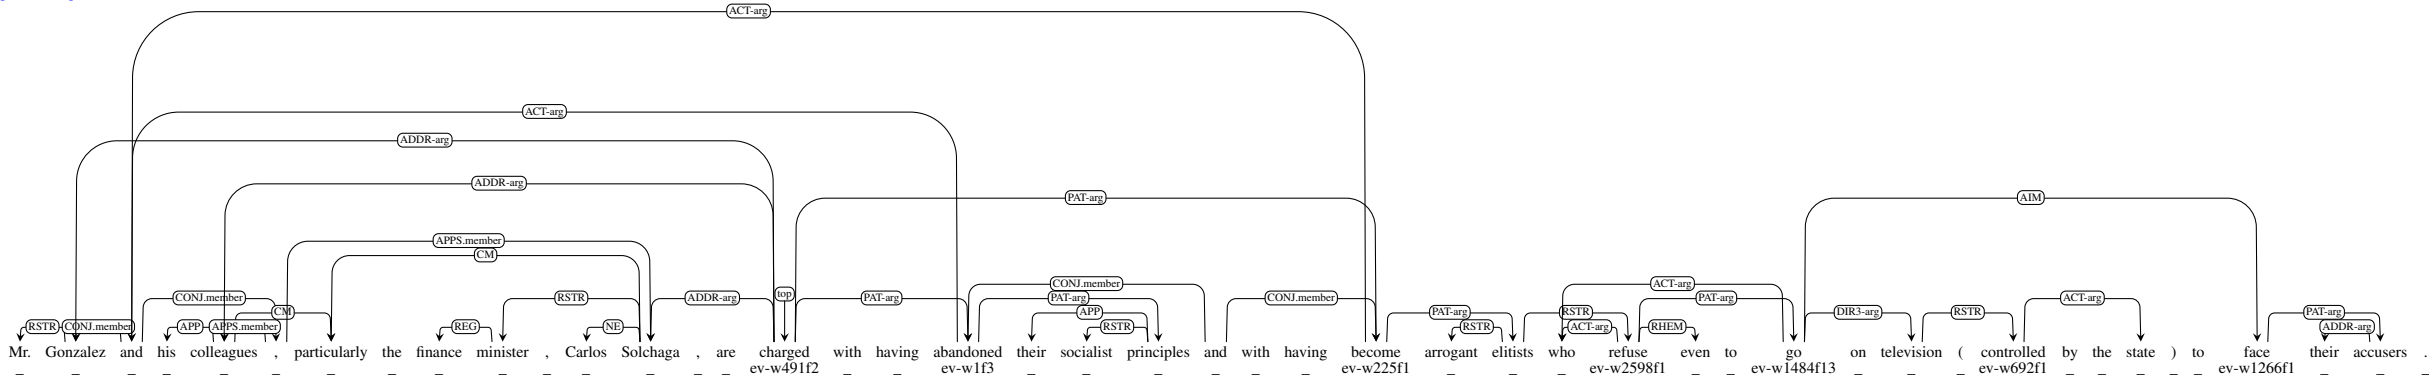 ACT-arg
ACT-arg
ADDR-arg
ADDR-arg
PAT-arg AIM
APPS.member
CM
CONJ.member ACT-arg
top
CONJ.member RSTR ADDR-arg PAT-arg PAT-arg CONJ.member PAT-arg RSTR ACT-arg
CM APP PAT-arg DIR3-arg RSTR PAT-arg
RSTR CONJ.member APP APPS.member REG NE RSTR RSTR ACT-arg RHEM ADDR-arg
Mr. Gonzalez and his colleagues , particularly the finance minister , Carlos Solchaga , are charged with having abandoned their socialist principles and with having become arrogant elitists who refuse even to go on television ( controlled by the state ) to face their accusers .
_ _ _ _ _ _ _ _ _ _ _ _ _ _ _ ev-w491f2 _ _ ev-w1f3 _ _ _ _ _ _ ev-w225f1 _ _ _ ev-w2598f1 _ _ ev-w1484f13 _ _ _ ev-w692f1 _ _ _ _ _ ev-w1266f1 _ _ _